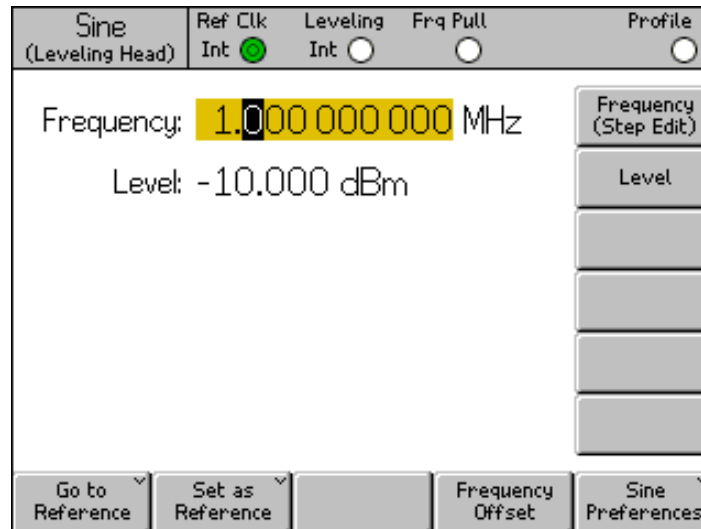 Sine
(Leveling Head)
Ref Clk
Int
Leveling
Int
Frq Pull
Profile
Frequency: 1.000 000 000 MHz
Level: -10.000 dBm
Frequency
(Step Edit)
Level
Go to
Reference
Set as
Reference
Frequency
Offset
Sine
Preferences